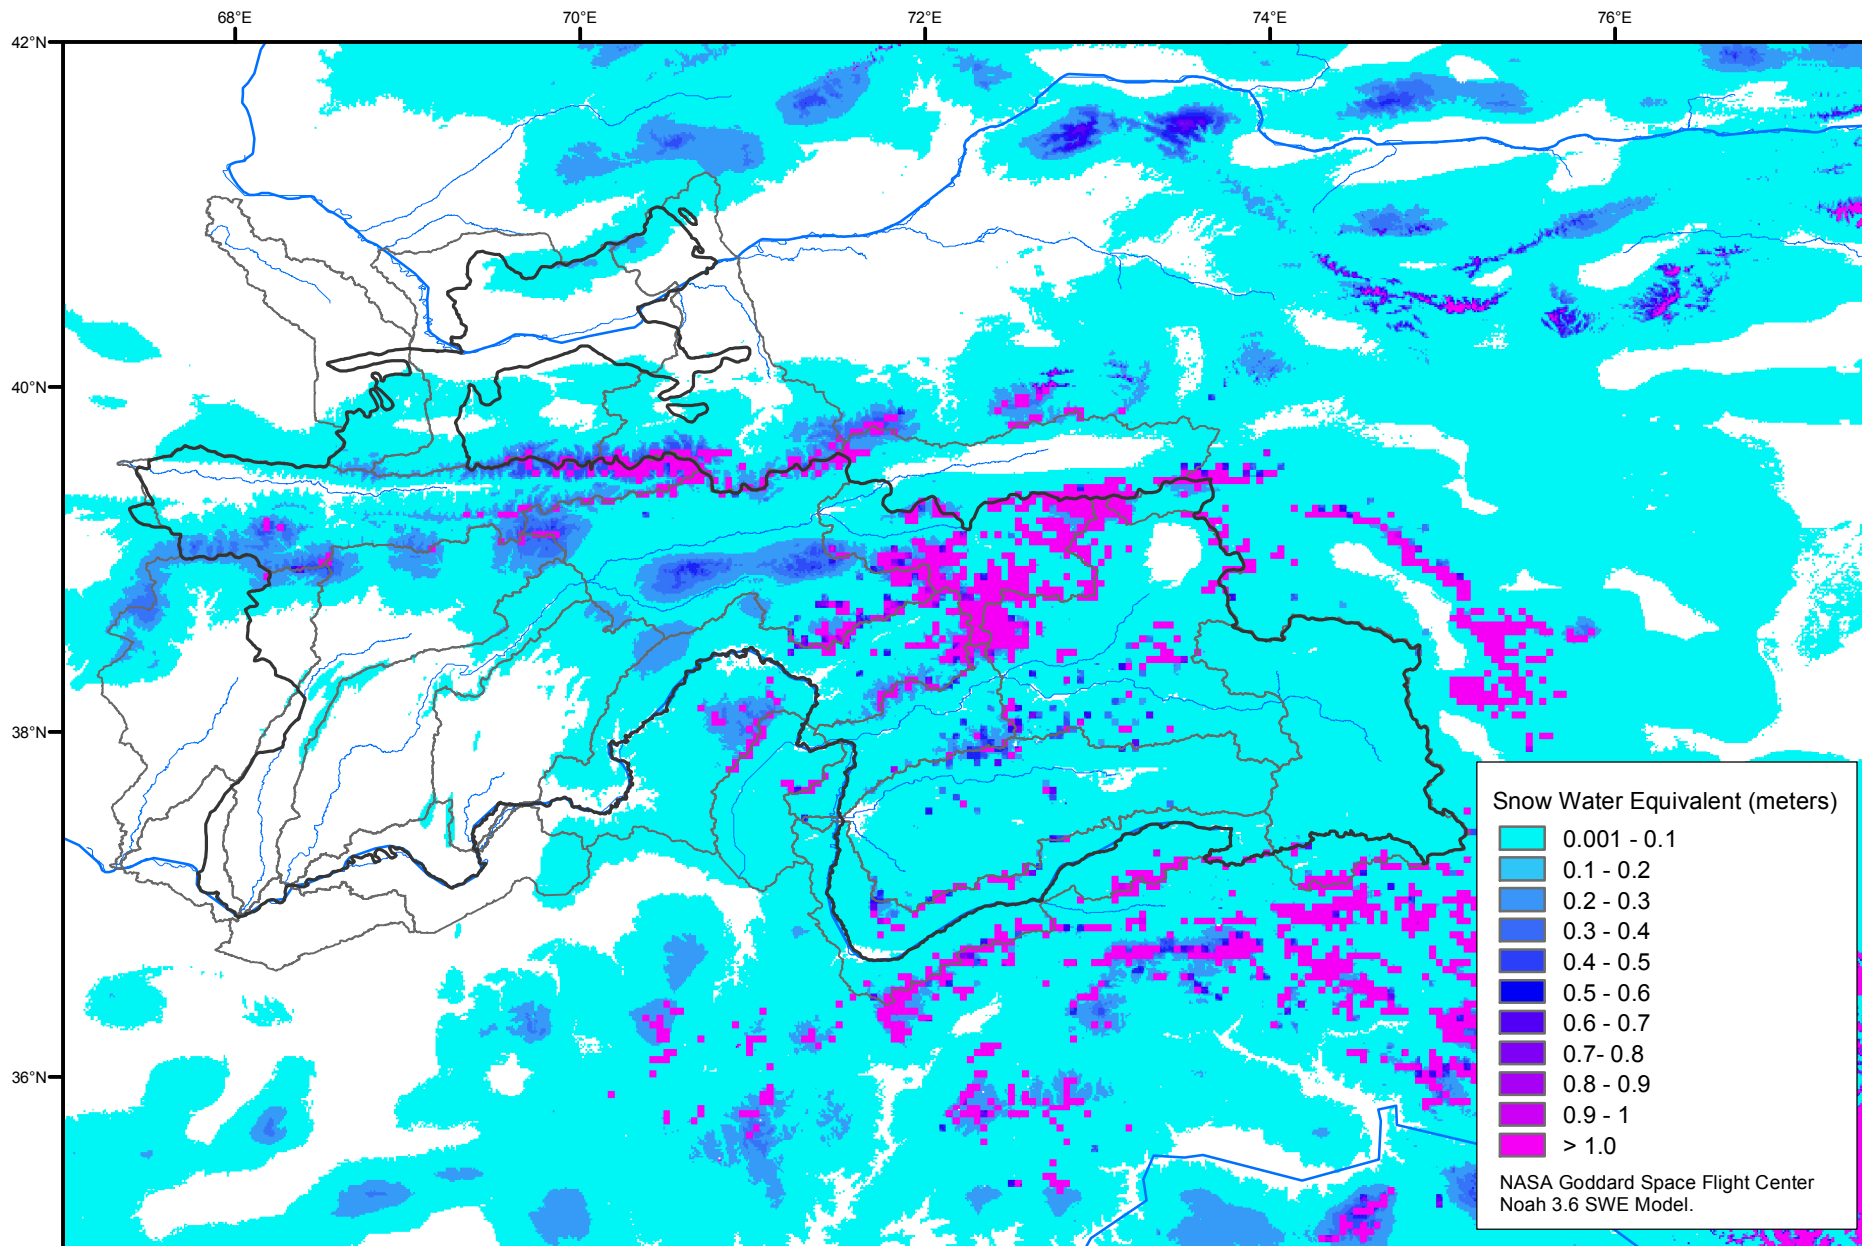 68°E 70°E 72°E 74°E 76°E
42°N
40°N
38°N
36°N
Snow Water Equivalent (meters)
0.001 - 0.1
0.1 - 0.2
0.2 - 0.3
0.3 - 0.4
0.4 - 0.5
0.5 - 0.6
0.6 - 0.7
0.7- 0.8
0.8 - 0.9
0.9 - 1
> 1.0
NASA Goddard Space Flight Center
Noah 3.6 SWE Model.